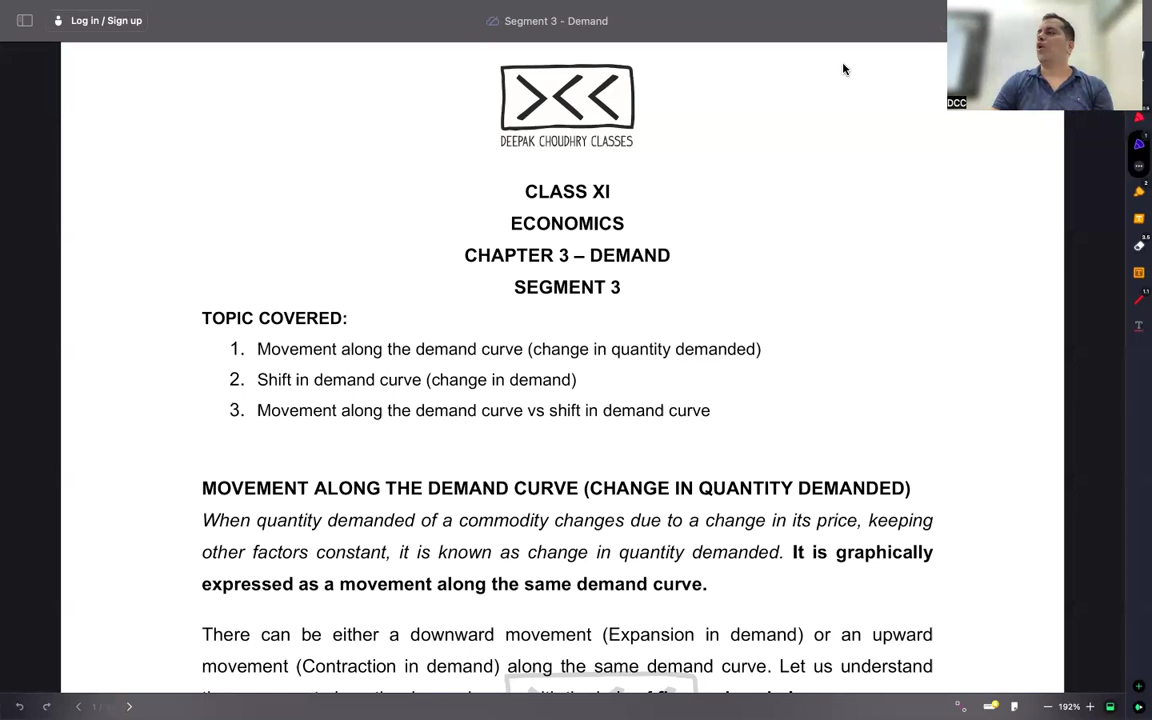 Log in / Sign up
Segment 3 - Demand
DCC
DEEPAK CHOUDHRY CLASSES
CLASS XI
ECONOMICS
CHAPTER 3 – DEMAND
SEGMENT 3
TOPIC COVERED:
1. Movement along the demand curve (change in quantity demanded)
2. Shift in demand curve (change in demand)
3. Movement along the demand curve vs shift in demand curve
MOVEMENT ALONG THE DEMAND CURVE (CHANGE IN QUANTITY DEMANDED)
When quantity demanded of a commodity changes due to a change in its price, keeping
other factors constant, it is known as change in quantity demanded. It is graphically
expressed as a movement along the same demand curve.
There can be either a downward movement (Expansion in demand) or an upward
movement (Contraction in demand) along the same demand curve. Let us understand
192%